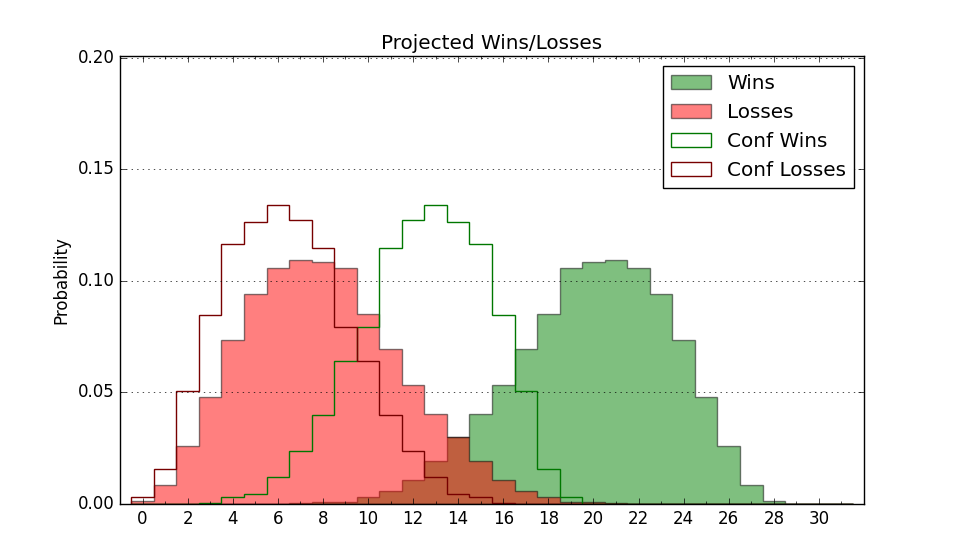 Projected Wins/Losses
0.20
0.15
0.10
0.05
0.00
Probability
Wins
Losses
Conf Wins
Conf Losses
0 2 4 6 8 10 12 14 16 18 20 22 24 26 28 30